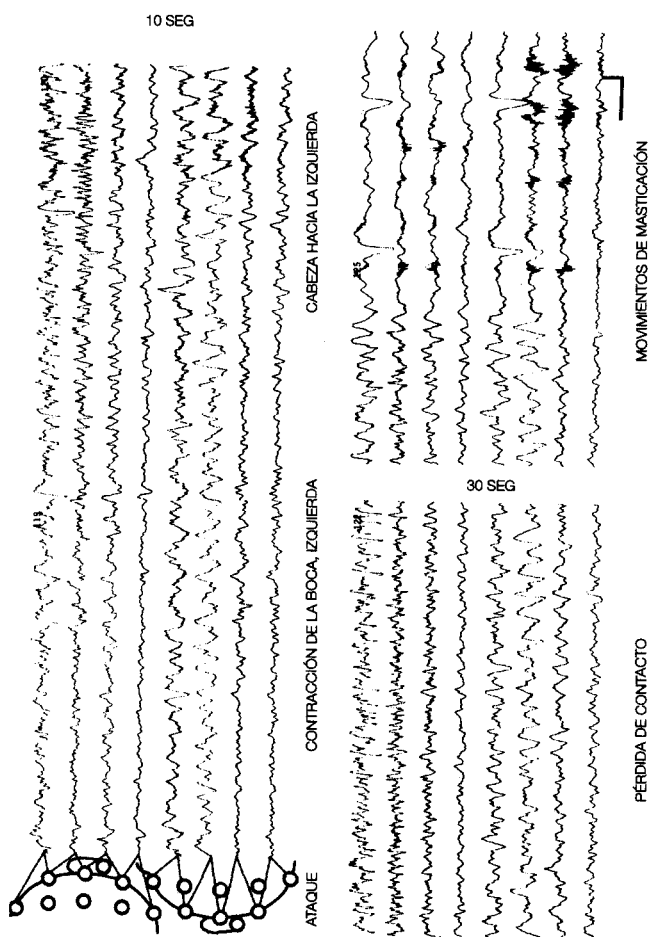 10 SEG
ATAQUE
CONTRACCIÓN DE LA BOCA, IZQUIERDA
CABEZA HACIA LA IZQUIERDA
30 SEG
PÉRDIDA DE CONTACTO
MOVIMIENTOS DE MASTICACIÓN